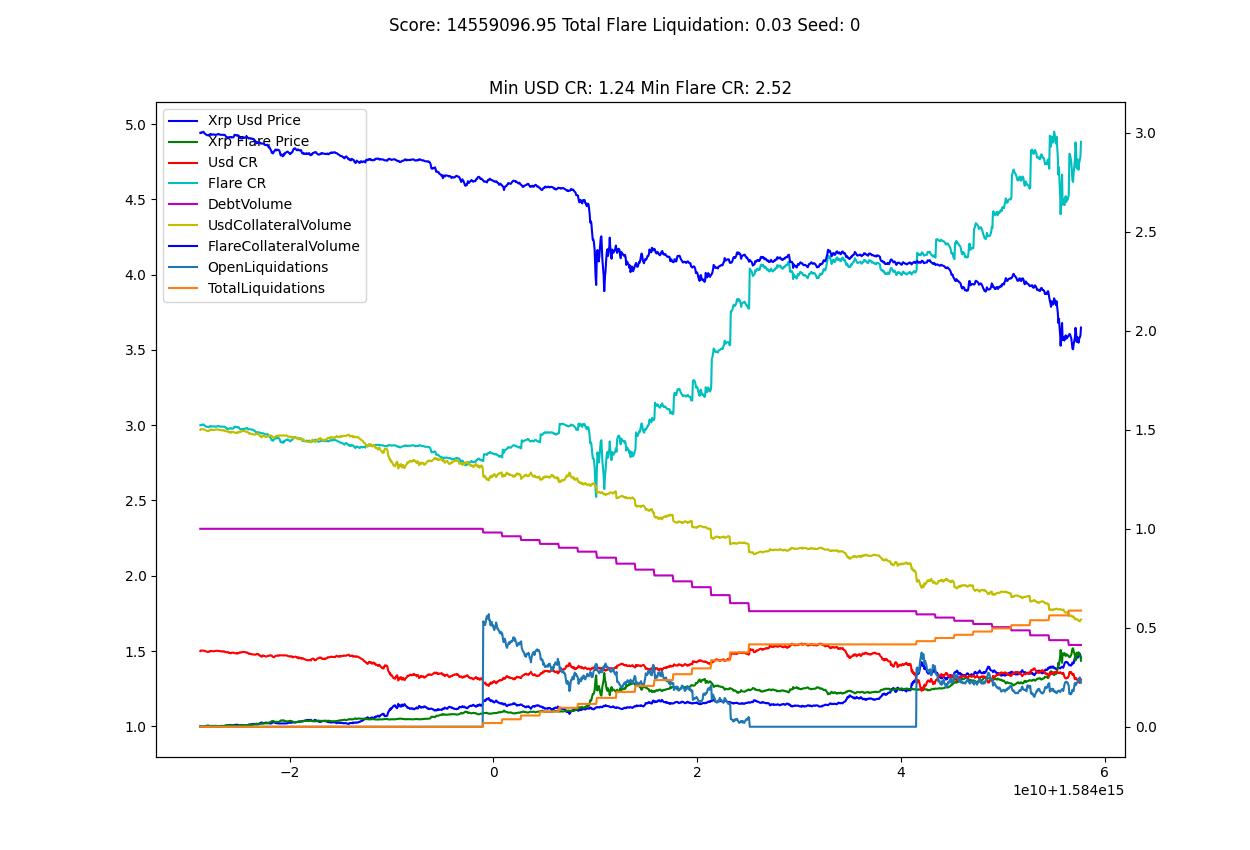 Score: 14559096.95 Total Flare Liquidation: 0.03 Seed: 0
Min USD CR: 1.24 Min Flare CR: 2.52
Xrp Usd Price
Xrp Flare Price
Usd CR
Flare CR
DebtVolume
UsdCollateralVolume
FlareCollateralVolume
OpenLiquidations
TotalLiquidations
5.0
4.5
4.0
3.5
3.0
2.5
2.0
1.5
1.0
3.0
2.5
2.0
1.5
1.0
0.5
0.0
−2
0
2
4
6
1e10+1.584e15